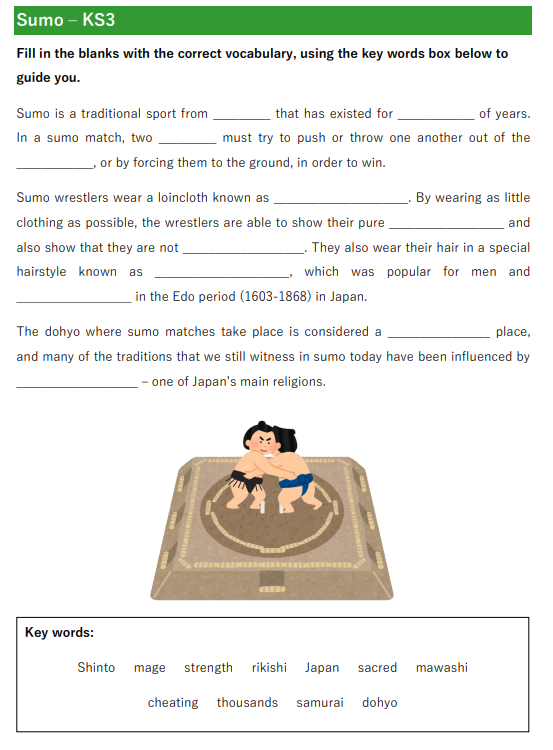 Sumo – KS3
Fill in the blanks with the correct vocabulary, using the key words box below to
guide you.
Sumo is a traditional sport from ________ that has existed for ___________ of years.
In a sumo match, two ________ must try to push or throw one another out of the
___________, or by forcing them to the ground, in order to win.
Sumo wrestlers wear a loincloth known as ___________________. By wearing as little
clothing as possible, the wrestlers are able to show their pure ________________ and
also show that they are not _________________. They also wear their hair in a special
hairstyle known as ___________________, which was popular for men and
________________ in the Edo period (1603-1868) in Japan.
The dohyo where sumo matches take place is considered a ______________ place,
and many of the traditions that we still witness in sumo today have been influenced by
_________________ – one of Japan's main religions.
Key words:
Shinto mage strength rikishi Japan sacred mawashi
cheating thousands samurai dohyo